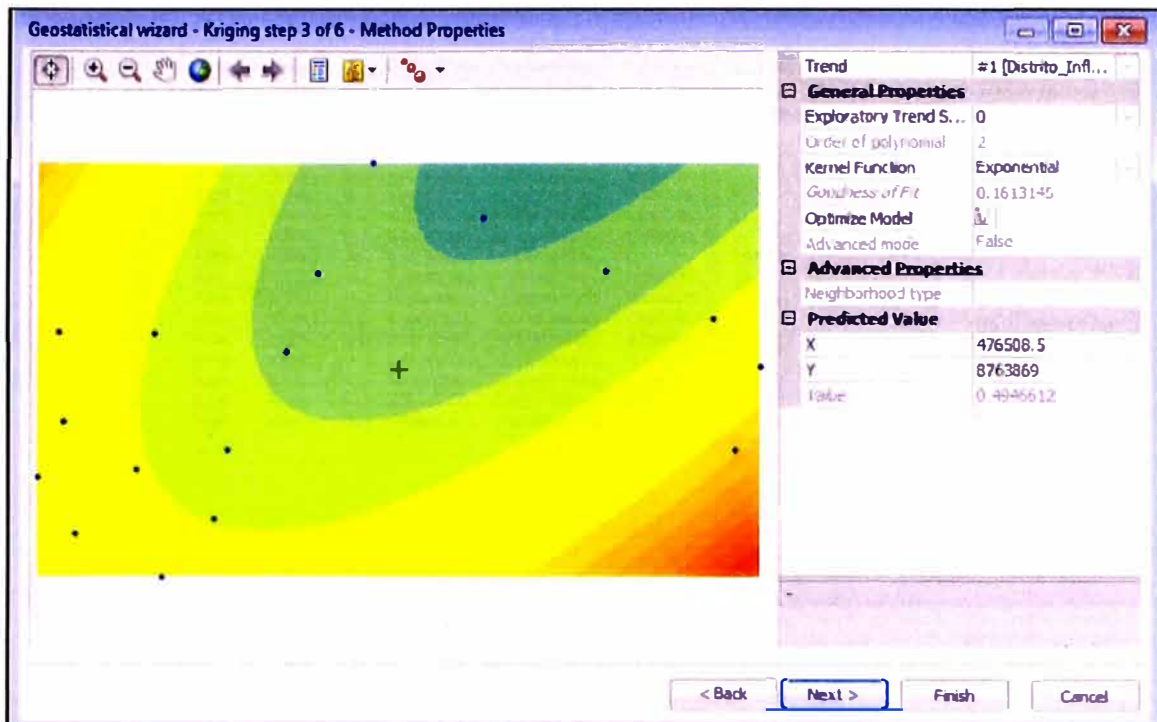 Geostatistical wizard - Kriging step 3 of 6 - Method Properties
Trend #1 [Distrito_Infl...
General Properties
Exploratory Trend S... 0
Order of polynomial 2
Kernel Function Exponential
Goodness of Fit 0.1613145
Optimize Model
Advanced mode False
Advanced Properties
Neighborhood type
Predicted Value
X 476508.5
Y 8763869
Value 0.4946612
< Back Next > Finish Cancel